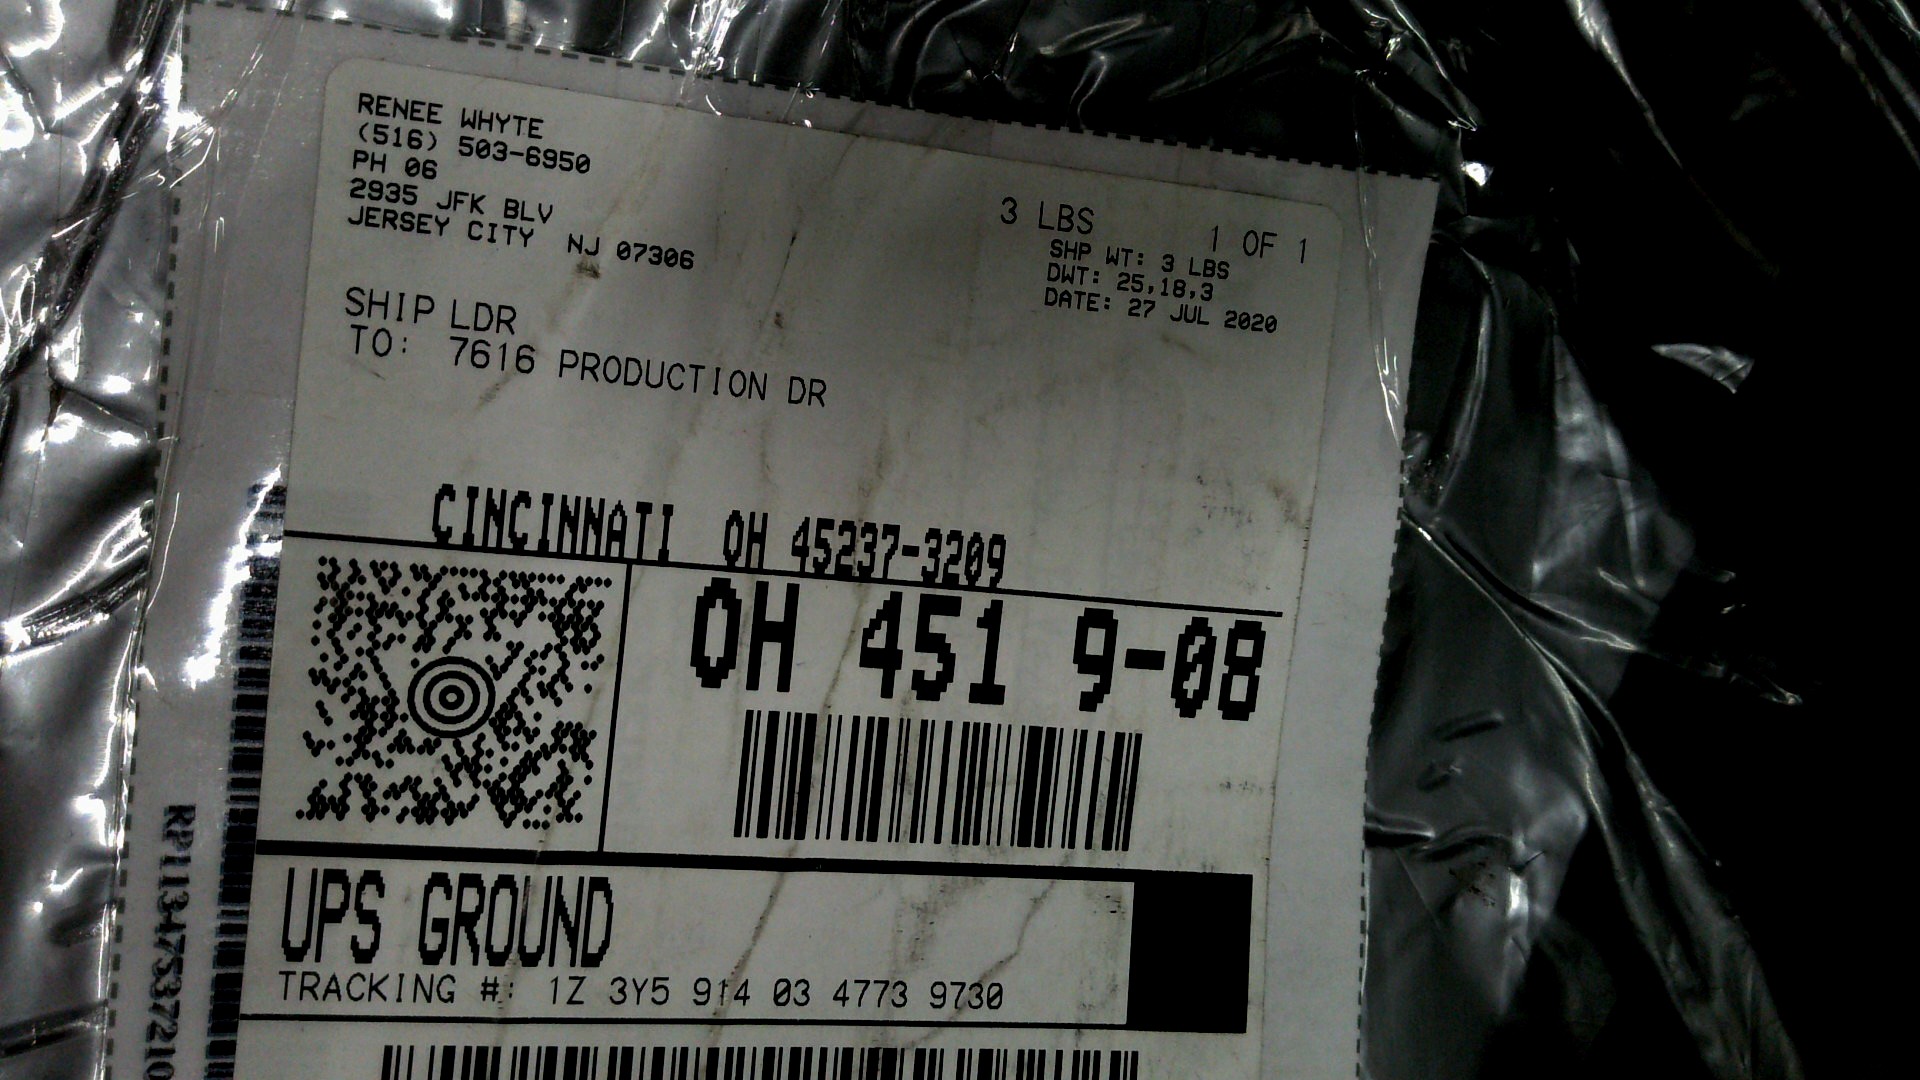 RENEE WHYTE
(516) 503-6950
PH 06
2935 JFK BLV
JERSEY CITY NJ 07306
3 LBS 1 OF 1
SHP WT: 3 LBS
DWT: 25,18,3
DATE: 27 JUL 2020
SHIP LDR
TO: 7616 PRODUCTION DR
CINCINNATI OH 45237-3209
OH 451 9-08
UPS GROUND
TRACKING #: 1Z 3Y5 914 03 4773 9730